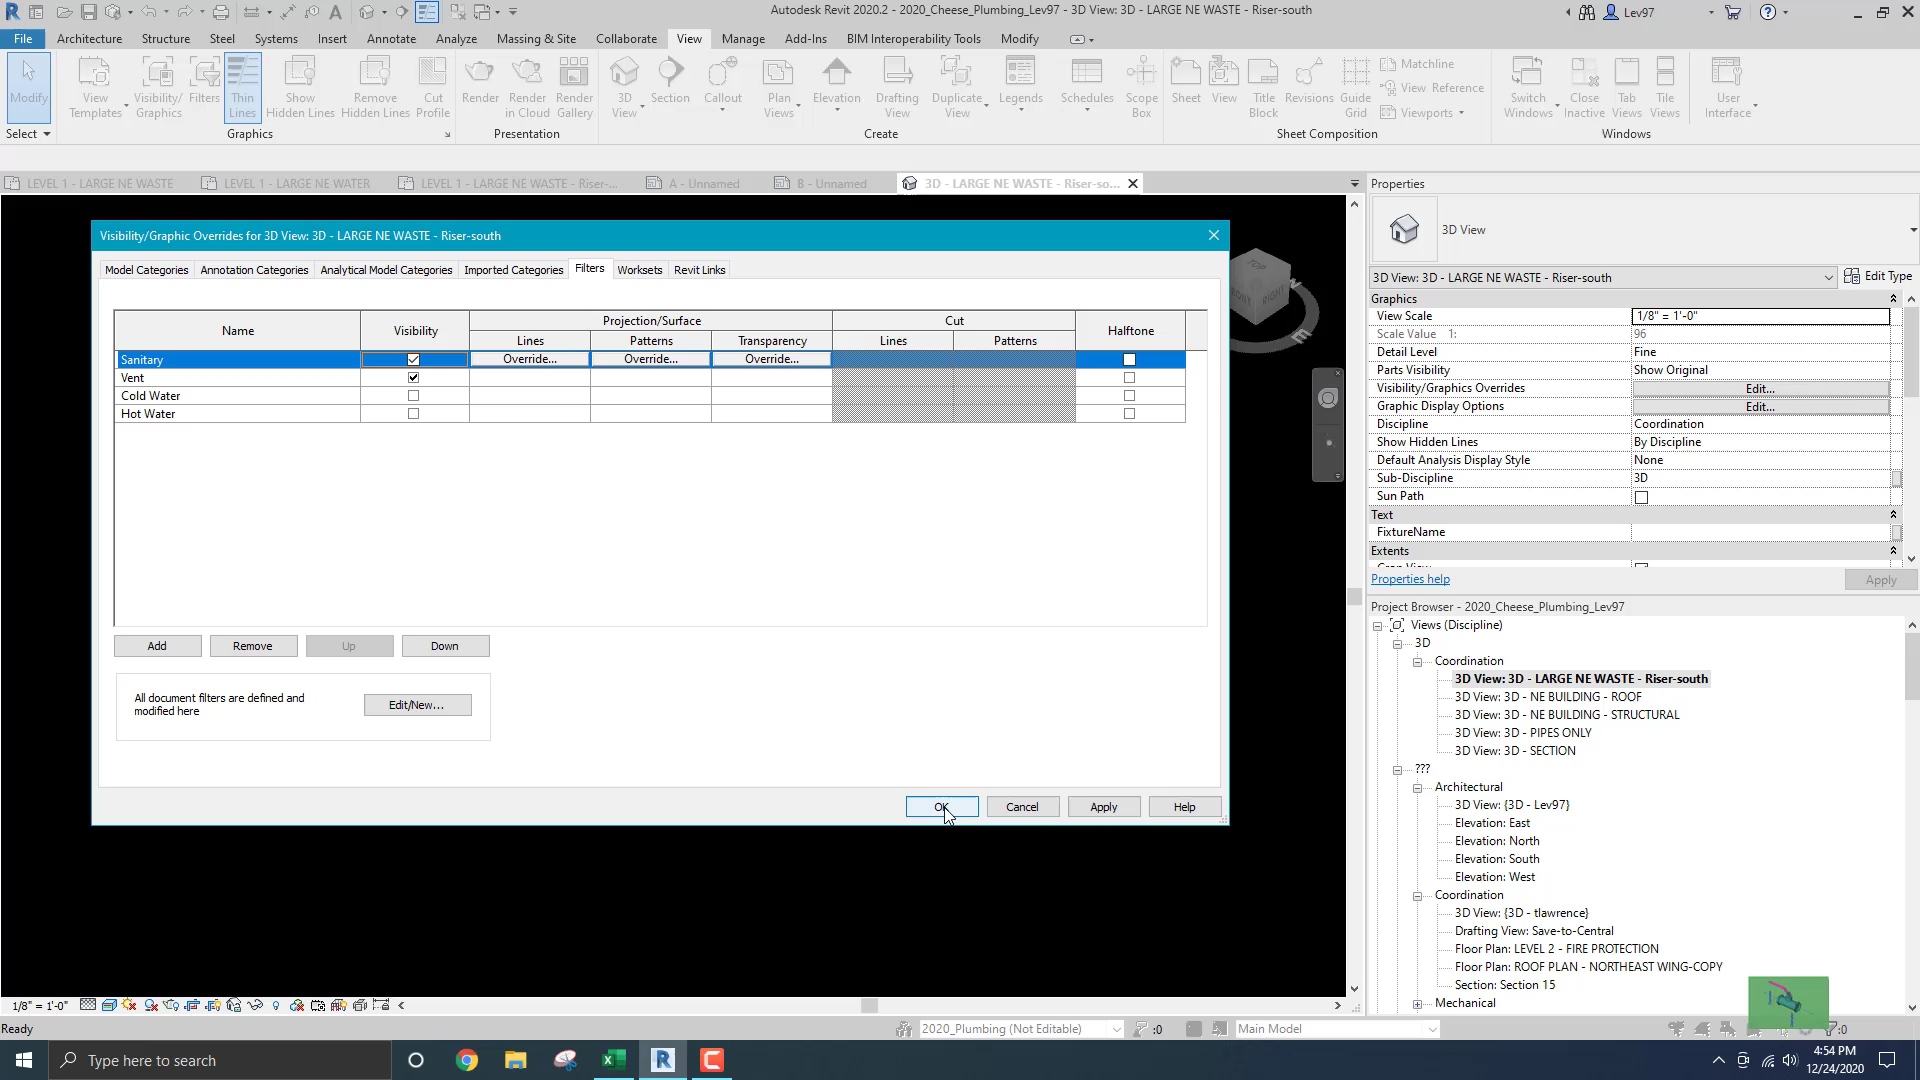 Autodesk Revit 2020.2 - 2020_Cheese_Plumbing_Lev97 - 3D View: 3D - LARGE NE WASTE - Riser-south
Lev97
File Architecture Structure Steel Systems Insert Annotate Analyze Massing & Site Collaborate View Manage Add-Ins BIM Interoperability Tools Modify
Modify
View Templates
Visibility/ Graphics
Filters
Thin Lines
Show Hidden Lines
Remove Hidden Lines
Cut Profile
Render
Render in Cloud
Render Gallery
3D View
Section
Callout
Plan Views
Elevation
Drafting View
Duplicate View
Legends
Schedules
Scope Box
Sheet
View
Title Block
Revisions
Guide Grid
Matchline
View Reference
Viewports
Switch Windows
Close Inactive
Tab Views
Tile Views
User Interface
Select
Graphics
Presentation
Create
Sheet Composition
Windows
LEVEL 1 - LARGE NE WASTE
LEVEL 1 - LARGE NE WATER
LEVEL 1 - LARGE NE WASTE - Riser-...
A - Unnamed
B - Unnamed
3D - LARGE NE WASTE - Riser-so...
Visibility/Graphic Overrides for 3D View: 3D - LARGE NE WASTE - Riser-south
Model Categories Annotation Categories Analytical Model Categories Imported Categories Filters Worksets Revit Links
Name Visibility Projection/Surface Cut Halftone
Lines Patterns Transparency Lines Patterns
Sanitary Override... Override... Override...
Vent
Cold Water
Hot Water
Add Remove Up Down
All document filters are defined and
modified here
Edit/New...
OK Cancel Apply Help
TOP
FRONT
RIGHT
N
E
Properties
3D View
3D View: 3D - LARGE NE WASTE - Riser-south
Edit Type
Graphics
View Scale 1/8" = 1'-0"
Scale Value 1: 96
Detail Level Fine
Parts Visibility Show Original
Visibility/Graphics Overrides Edit...
Graphic Display Options Edit...
Discipline Coordination
Show Hidden Lines By Discipline
Default Analysis Display Style None
Sub-Discipline 3D
Sun Path
Text
FixtureName
Extents
Properties help
Apply
Project Browser - 2020_Cheese_Plumbing_Lev97
Views (Discipline)
3D
Coordination
3D View: 3D - LARGE NE WASTE - Riser-south
3D View: 3D - NE BUILDING - ROOF
3D View: 3D - NE BUILDING - STRUCTURAL
3D View: 3D - PIPES ONLY
3D View: 3D - SECTION
???
Architectural
3D View: {3D - Lev97}
Elevation: East
Elevation: North
Elevation: South
Elevation: West
Coordination
3D View: {3D - tlawrence}
Drafting View: Save-to-Central
Floor Plan: LEVEL 2 - FIRE PROTECTION
Floor Plan: ROOF PLAN - NORTHEAST WING-COPY
Section: Section 15
Mechanical
1/8" = 1'-0"
Ready
2020_Plumbing (Not Editable)
:0
Main Model
:0
Type here to search
4:54 PM
12/24/2020